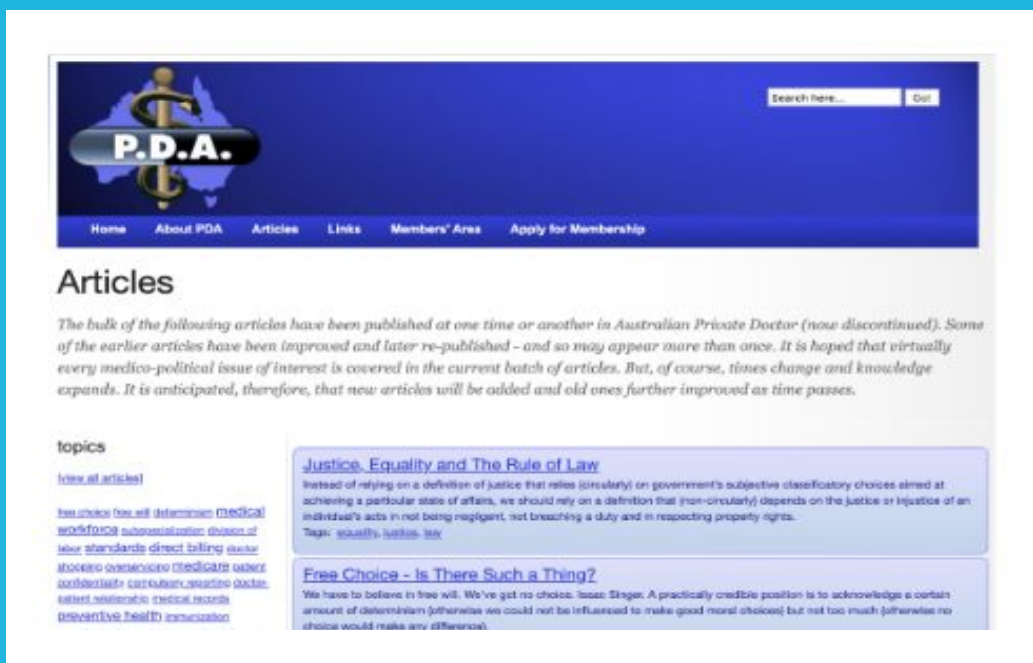 P.D.A.
Search here...
Go!
Home About PDA Articles Links Members' Area Apply for Membership
Articles
The bulk of the following articles have been published at one time or another in Australian Private Doctor (now discontinued). Some
of the earlier articles have been improved and later re-published - and so may appear more than once. It is hoped that virtually
every medico-political issue of interest is covered in the current batch of articles. But, of course, times change and knowledge
expands. It is anticipated, therefore, that new articles will be added and old ones further improved as time passes.
topics
[view all articles]
free choice free will determinism medical
workforce subspecialization division of
labor standards direct billing doctor
shopping overservicing medicare patient
confidentiality compulsory reporting doctor-
patient relationship medical records
preventive health immunization
Justice, Equality and The Rule of Law
Instead of relying on a definition of justice that relies (circularly) on government's subjective classificatory choices aimed at
achieving a particular state of affairs, we should rely on a definition that (non-circularly) depends on the justice or injustice of an
individual's acts in not being negligent, not breaching a duty and in respecting property rights.
Tags: equality, justice, law
Free Choice - Is There Such a Thing?
We have to believe in free will. We've got no choice. Isaac Singer. A practically credible position is to acknowledge a certain
amount of determinism (otherwise we could not be influenced to make good moral choices) but not too much (otherwise no
choice would make any difference).